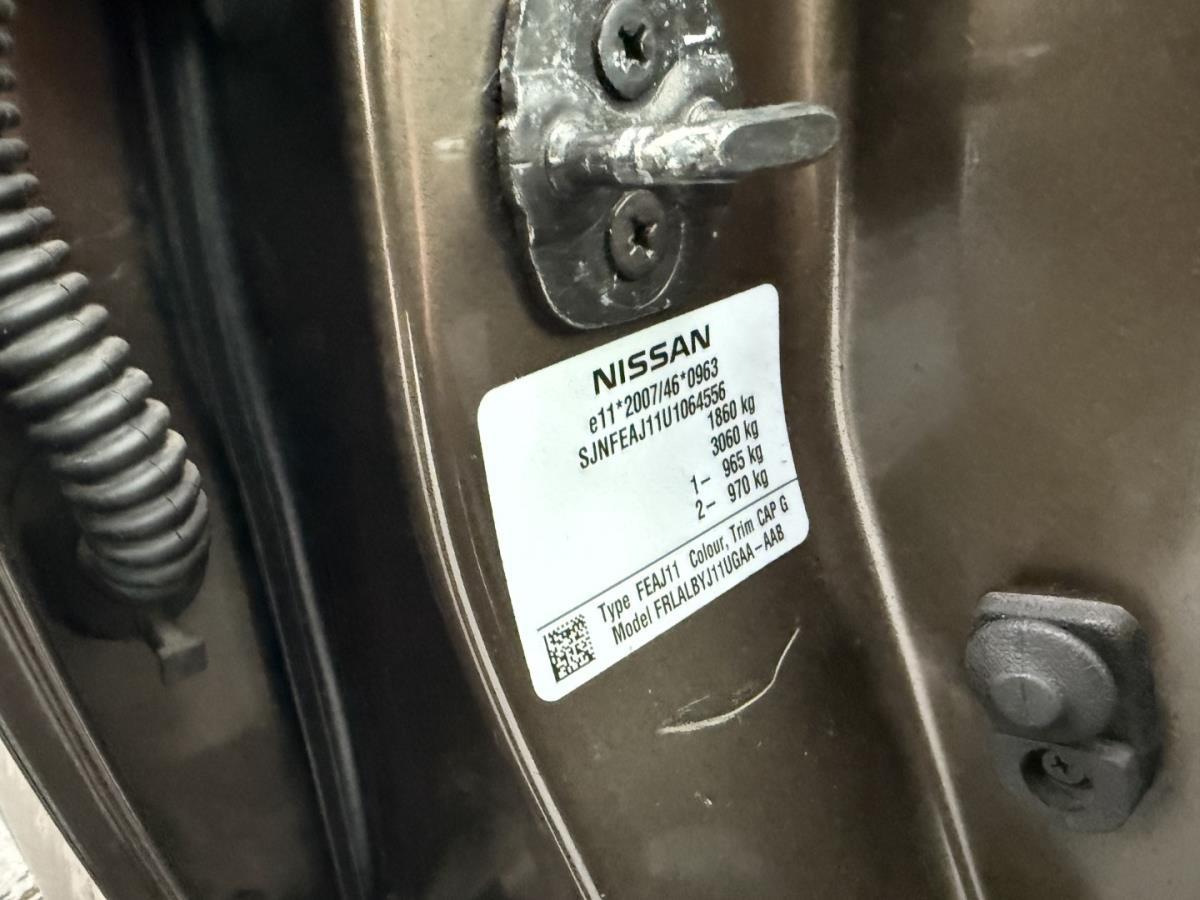 NISSAN
e11*2007/46*0963
SJNFEAJ11U1064556
1860 kg
3060 kg
1- 965 kg
2- 970 kg
Type FEAJ11 Colour, Trim CAP G
Model FRLALBYJ11UGAA-AAB